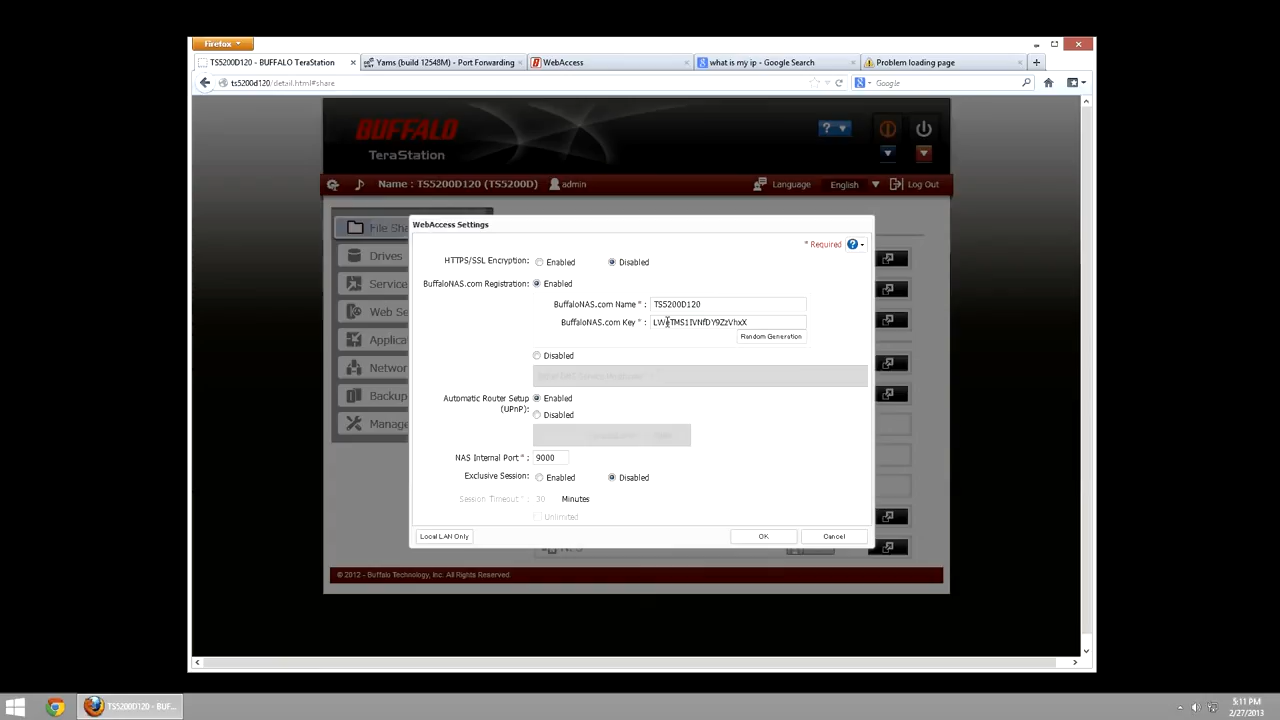 Firefox
TS5200D120 - BUFFALO TeraStation
Yams (build 12548M) - Port Forwarding
WebAccess
what is my ip - Google Search
Problem loading page
ts5200d120/detail.html#share
Google
BUFFALO
TeraStation
Name : TS5200D120 (TS5200D)
admin
Language
English
Log Out
File Sha
Drives
Service
Web Se
Applica
Network
Backup
Manage
WebAccess Settings
* Required
HTTPS/SSL Encryption:
Enabled
Disabled
BuffaloNAS.com Registration:
Enabled
BuffaloNAS.com Name * :
TS5200D120
BuffaloNAS.com Key * :
Random Generation
Disabled
Automatic Router Setup
(UPnP):
Enabled
Disabled
NAS Internal Port * :
9000
Exclusive Session:
Enabled
Disabled
Session Timeout * :
30
Minutes
Unlimited
Local LAN Only
OK
Cancel
© 2012 - Buffalo Technology, Inc. All Rights Reserved
TS5200D120 - BUF...
5:11 PM
2/27/2013